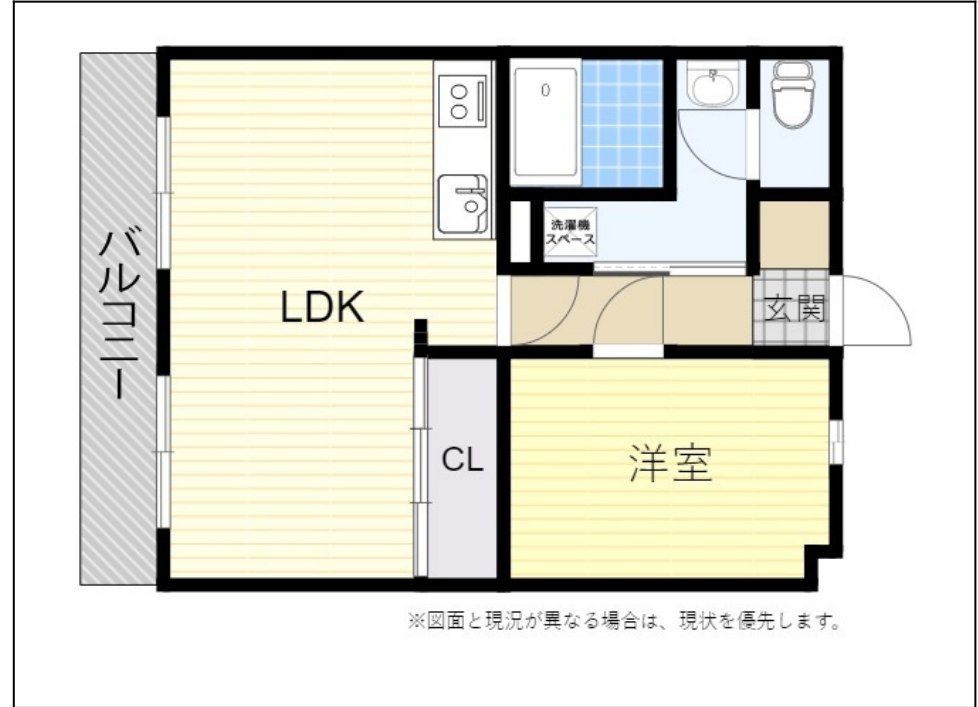 バルコニー
LDK
洗濯機
スペース
玄関
CL
洋室
※図面と現況が異なる場合は、現状を優先します。